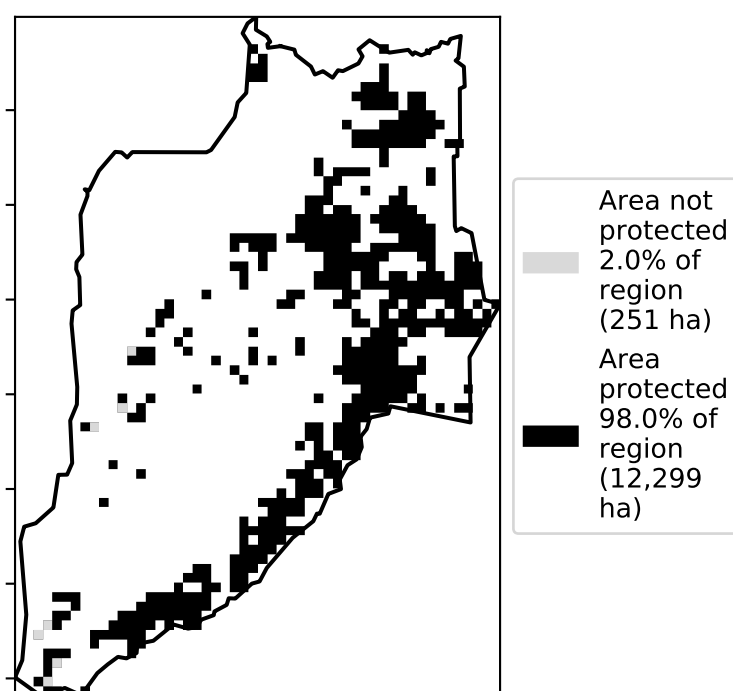 Area not
protected
2.0% of
region
(251 ha)
Area
protected
98.0% of
region
(12,299
ha)